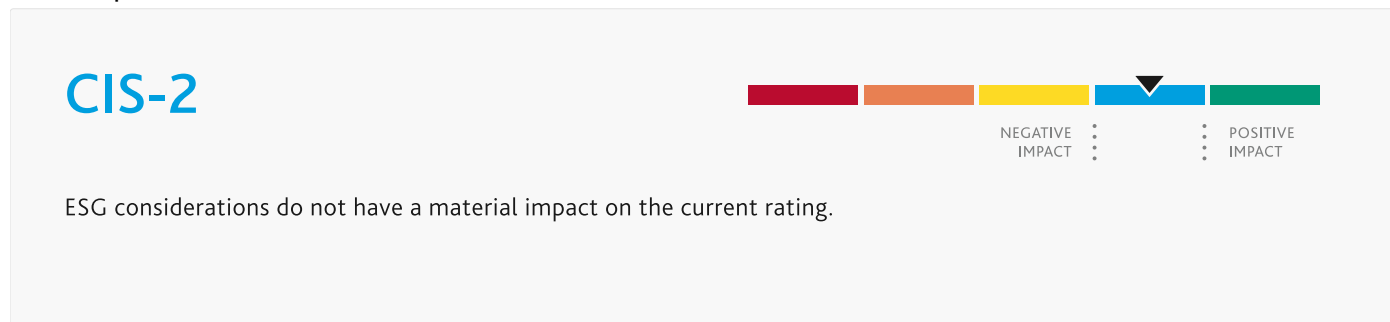 CIS-2
NEGATIVE
IMPACT
POSITIVE
IMPACT
ESG considerations do not have a material impact on the current rating.